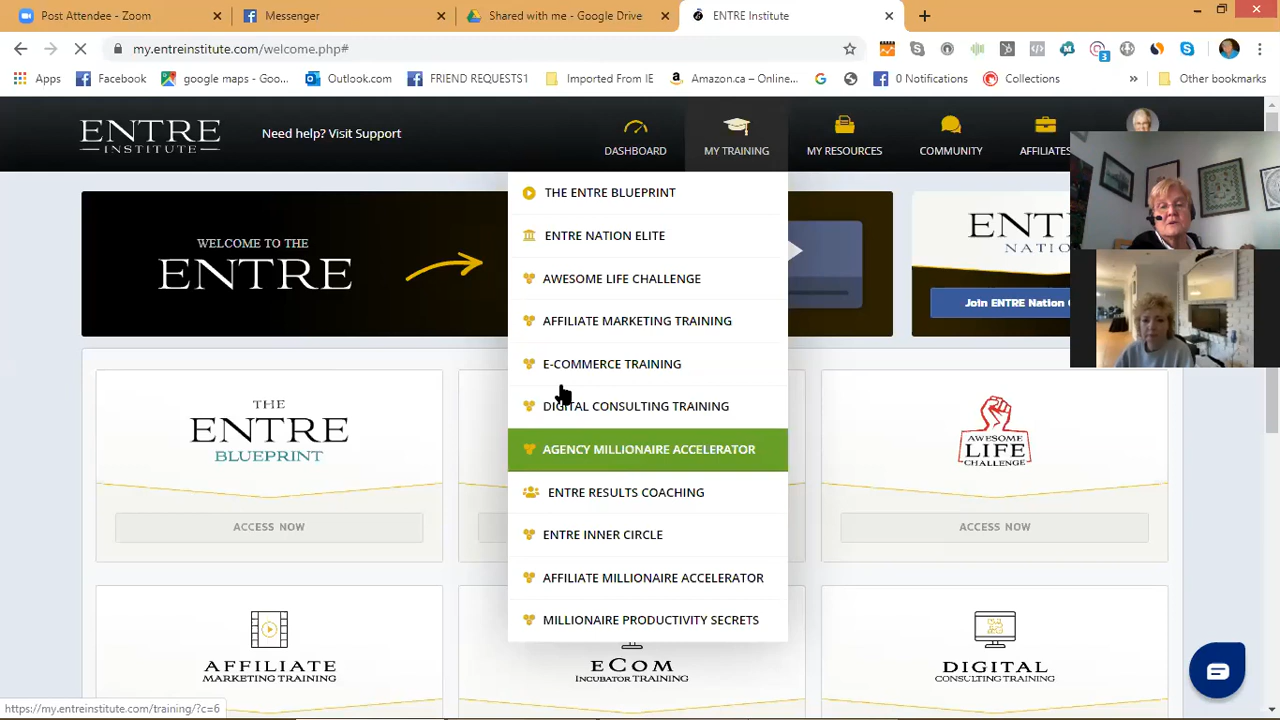 Post Attendee - Zoom
Messenger
Shared with me - Google Drive
ENTRE Institute
my.entreinstitute.com/welcome.php#
3
Apps
Facebook
google maps - Goo...
Outlook.com
FRIEND REQUESTS1
Imported From IE
Amazon.ca – Onlin...
0 Notifications
Collections
»
Other bookmarks
ENTRE
INSTITUTE
Need help? Visit Support
DASHBOARD
MY TRAINING
MY RESOURCES
COMMUNITY
AFFILIATES
WELCOME TO THE
ENTRE
ENT
NATION
Join ENTRE Nation
THE ENTRE BLUEPRINT
ENTRE NATION ELITE
AWESOME LIFE CHALLENGE
AFFILIATE MARKETING TRAINING
E-COMMERCE TRAINING
DIGITAL CONSULTING TRAINING
AGENCY MILLIONAIRE ACCELERATOR
ENTRE RESULTS COACHING
ENTRE INNER CIRCLE
AFFILIATE MILLIONAIRE ACCELERATOR
MILLIONAIRE PRODUCTIVITY SECRETS
THE
ENTRE
BLUEPRINT
ACCESS NOW
AWESOME
LIFE
CHALLENGE
ACCESS NOW
AFFILIATE
MARKETING TRAINING
eCOM
INCUBATOR TRAINING
DIGITAL
CONSULTING TRAINING
https://my.entreinstitute.com/training/?c=6